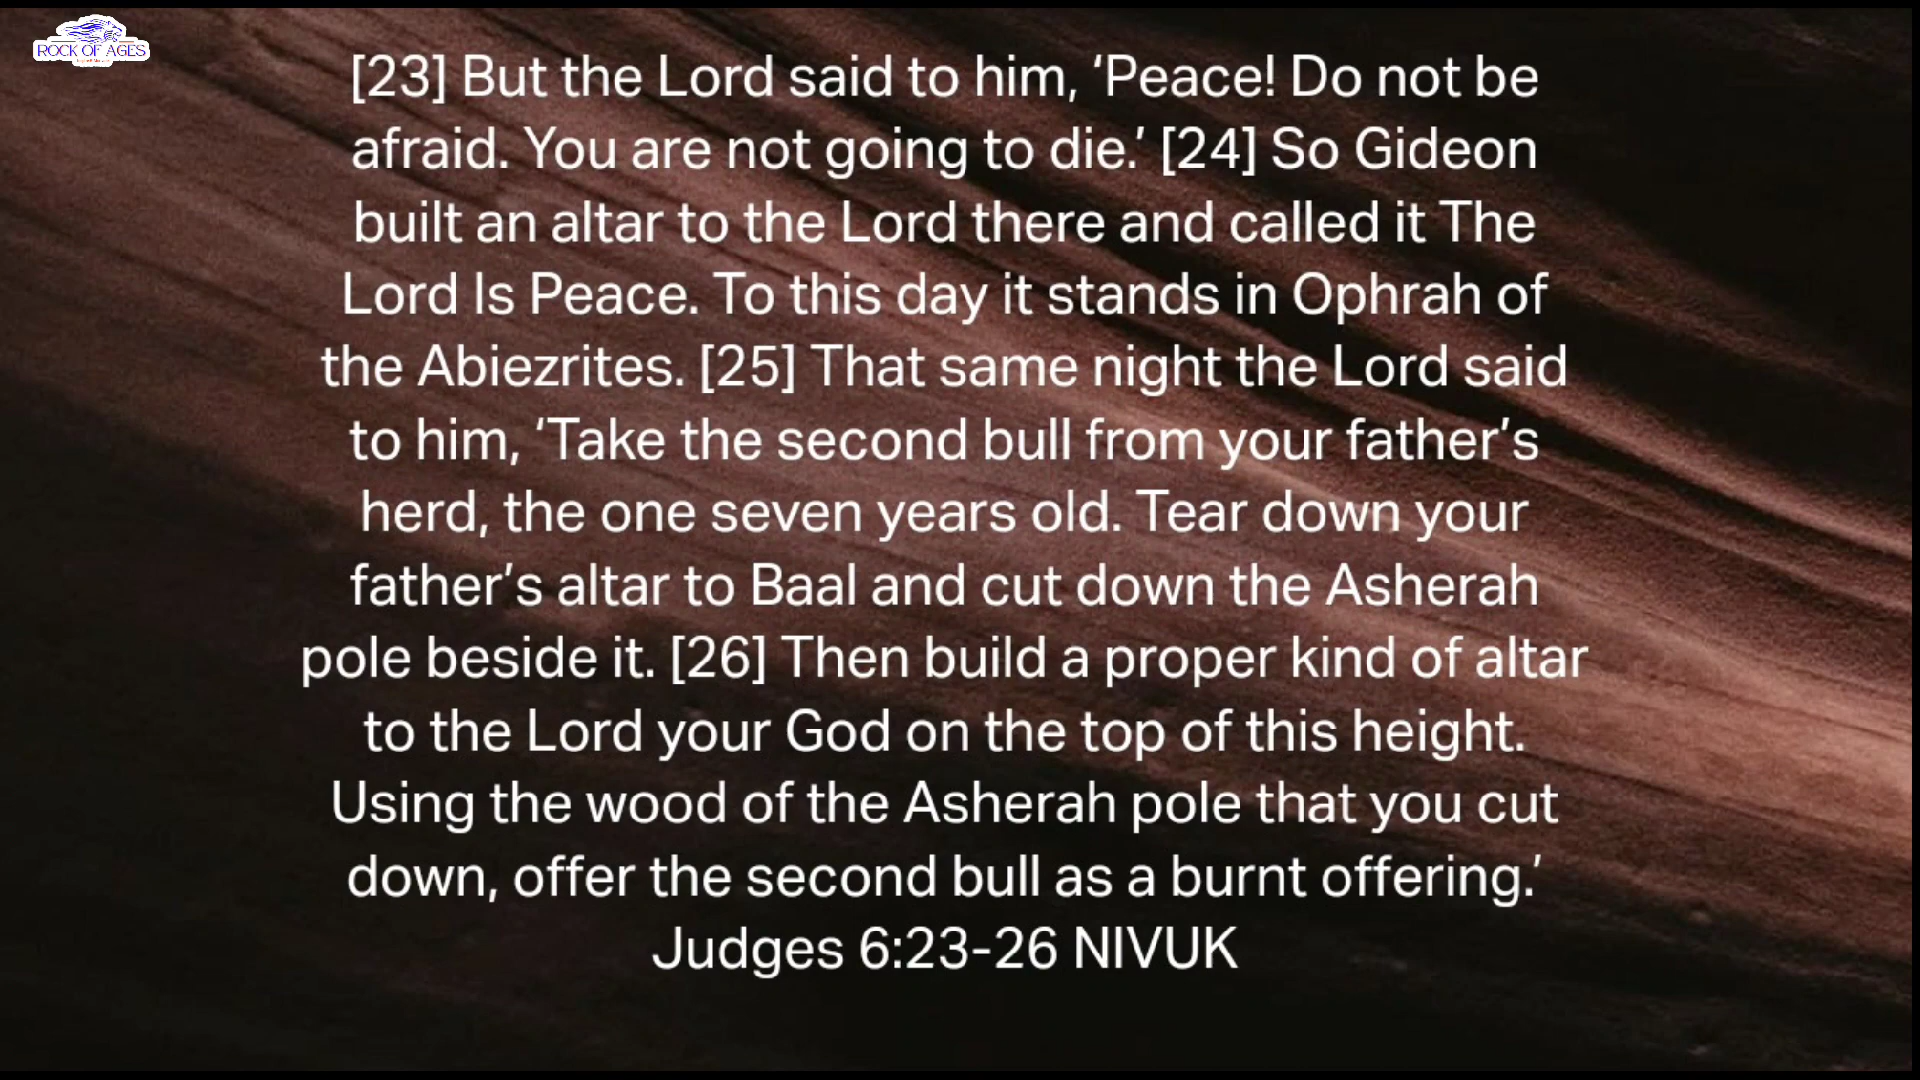 ROCK OF AGES
[23] But the Lord said to him, ‘Peace! Do not be
afraid. You are not going to die.’ [24] So Gideon
built an altar to the Lord there and called it The
Lord Is Peace. To this day it stands in Ophrah of
the Abiezrites. [25] That same night the Lord said
to him, ‘Take the second bull from your father’s
herd, the one seven years old. Tear down your
father’s altar to Baal and cut down the Asherah
pole beside it. [26] Then build a proper kind of altar
to the Lord your God on the top of this height.
Using the wood of the Asherah pole that you cut
down, offer the second bull as a burnt offering.’
Judges 6:23-26 NIVUK